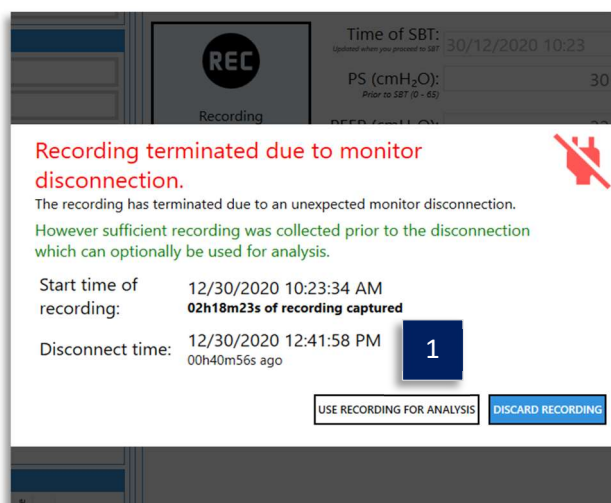 REC
Recording
Time of SBT:
Updated when you proceed to SBT
30/12/2020 10:23
PS (cmH₂O):
Prior to SBT (0 - 65)
30
Recording terminated due to monitor
disconnection.
The recording has terminated due to an unexpected monitor disconnection.
However sufficient recording was collected prior to the disconnection
which can optionally be used for analysis.
Start time of
recording:
12/30/2020 10:23:34 AM
02h18m23s of recording captured
Disconnect time:
12/30/2020 12:41:58 PM
00h40m56s ago
1
USE RECORDING FOR ANALYSIS
DISCARD RECORDING